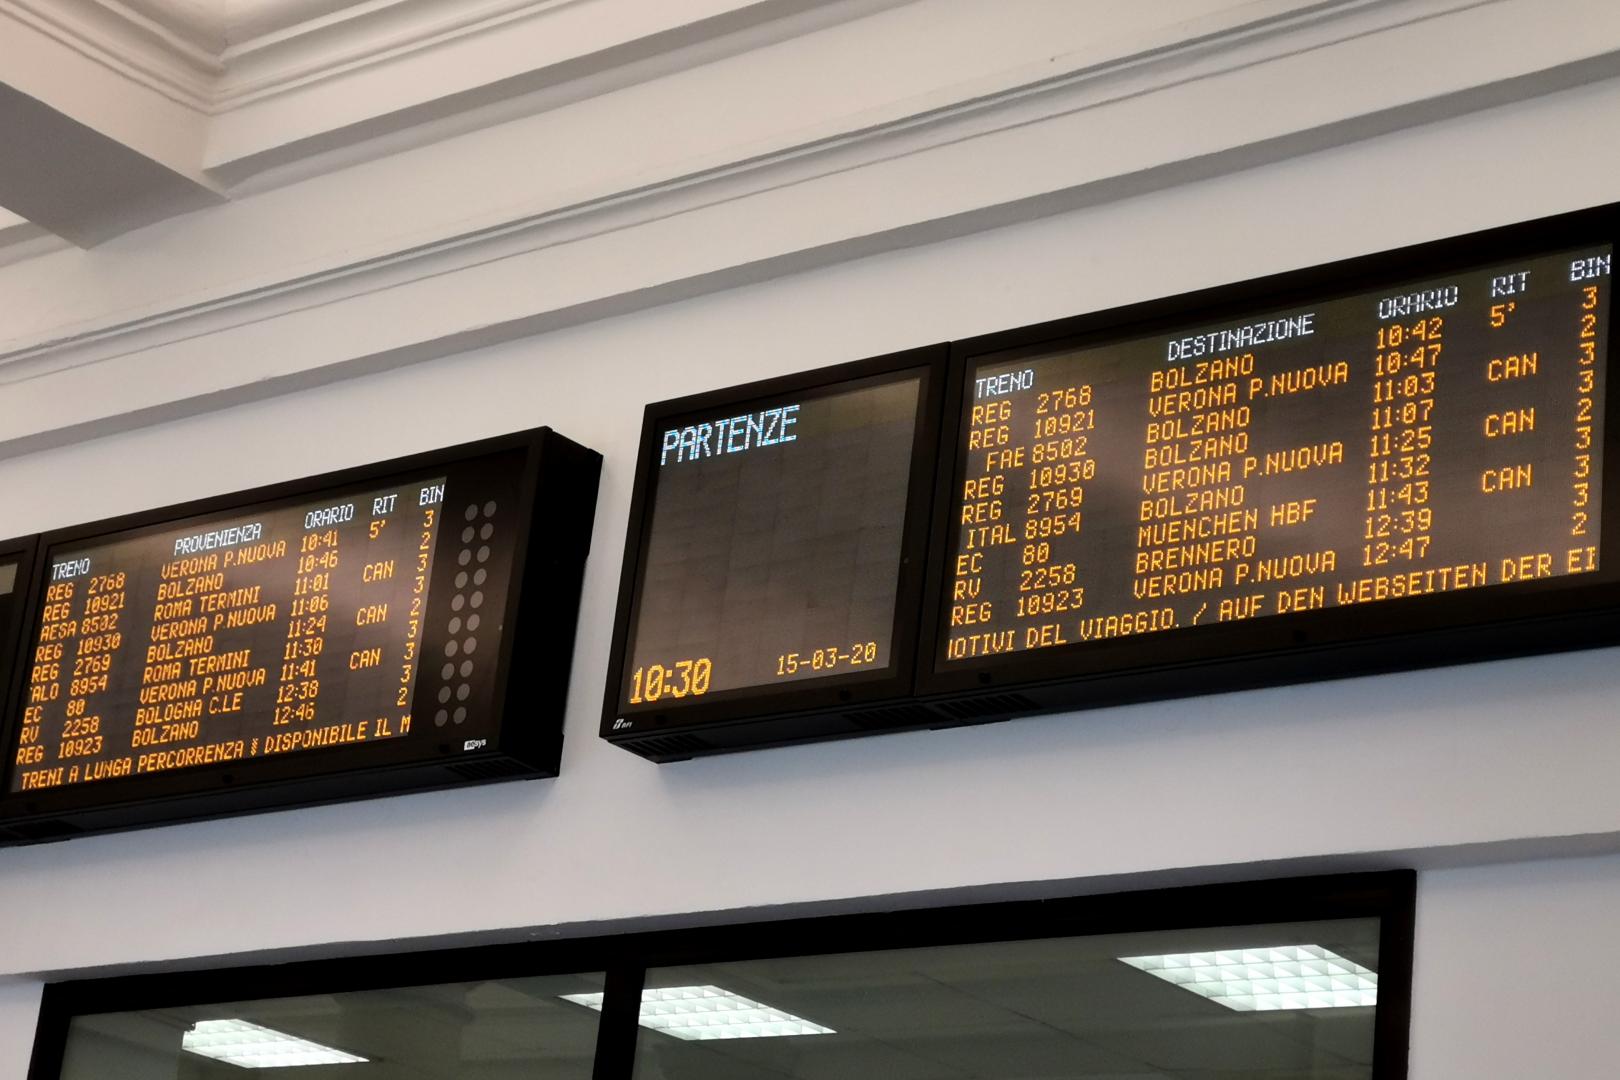 TRENO PROVENIENZA ORARIO RIT BIN
REG 2768 VERONA P.NUOVA 10:41 5' 3
REG 10921 BOLZANO 10:46 2
AESA 8502 ROMA TERMINI 11:01 CAN 3
REG 10930 VERONA P.NUOVA 11:06 3
REG 2769 BOLZANO 11:24 CAN 2
ALO 8954 ROMA TERMINI 11:30 3
EC 80 VERONA P.NUOVA 11:41 CAN 3
RV 2258 BOLOGNA C.LE 12:38 3
REG 10923 BOLZANO 12:46 2
TRENI A LUNGA PERCORRENZA DISPONIBILE IL M
aesys
PARTENZE
10:30 15-03-20
RFI
TRENO DESTINAZIONE ORARIO RIT BIN
REG 2768 BOLZANO 10:42 5' 3
REG 10921 VERONA P.NUOVA 10:47 2
FAE 8502 BOLZANO 11:03 CAN 3
REG 10930 BOLZANO 11:07 3
REG 2769 VERONA P.NUOVA 11:25 CAN 2
ITAL 8954 BOLZANO 11:32 3
EC 80 MUENCHEN HBF 11:43 CAN 3
RV 2258 BRENNERO 12:39 3
REG 10923 VERONA P.NUOVA 12:47 2
MOTIVI DEL VIAGGIO. / AUF DEN WEBSEITEN DER EI